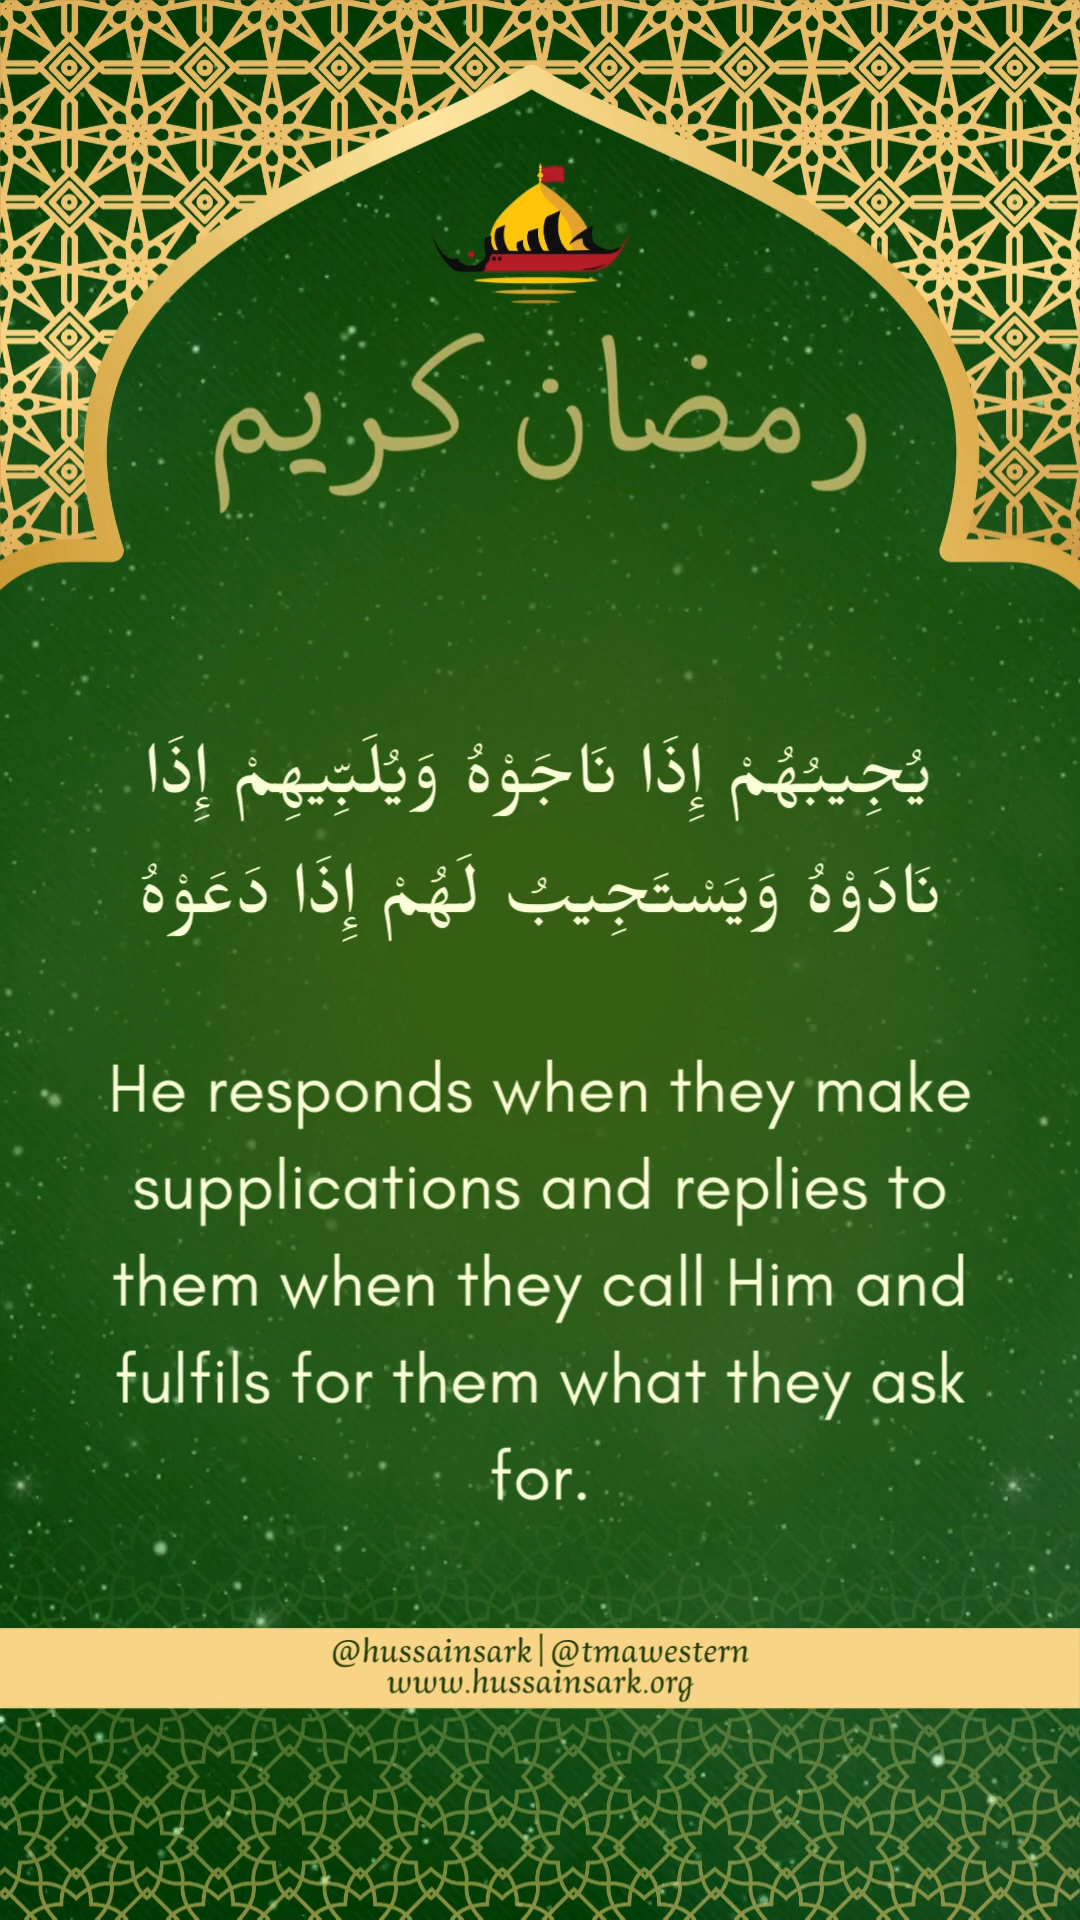 رمضان كريم
يُجِيبُهُمْ إِذَا نَاجَوْهُ وَيُلَبِّيهِمْ إِذَا
نَادَوْهُ وَيَسْتَجِيبُ لَهُمْ إِذَا دَعَوْهُ
He responds when they make
supplications and replies to
them when they call Him and
fulfils for them what they ask
for.
@hussainsark|@tmawestern
www.hussainsark.org